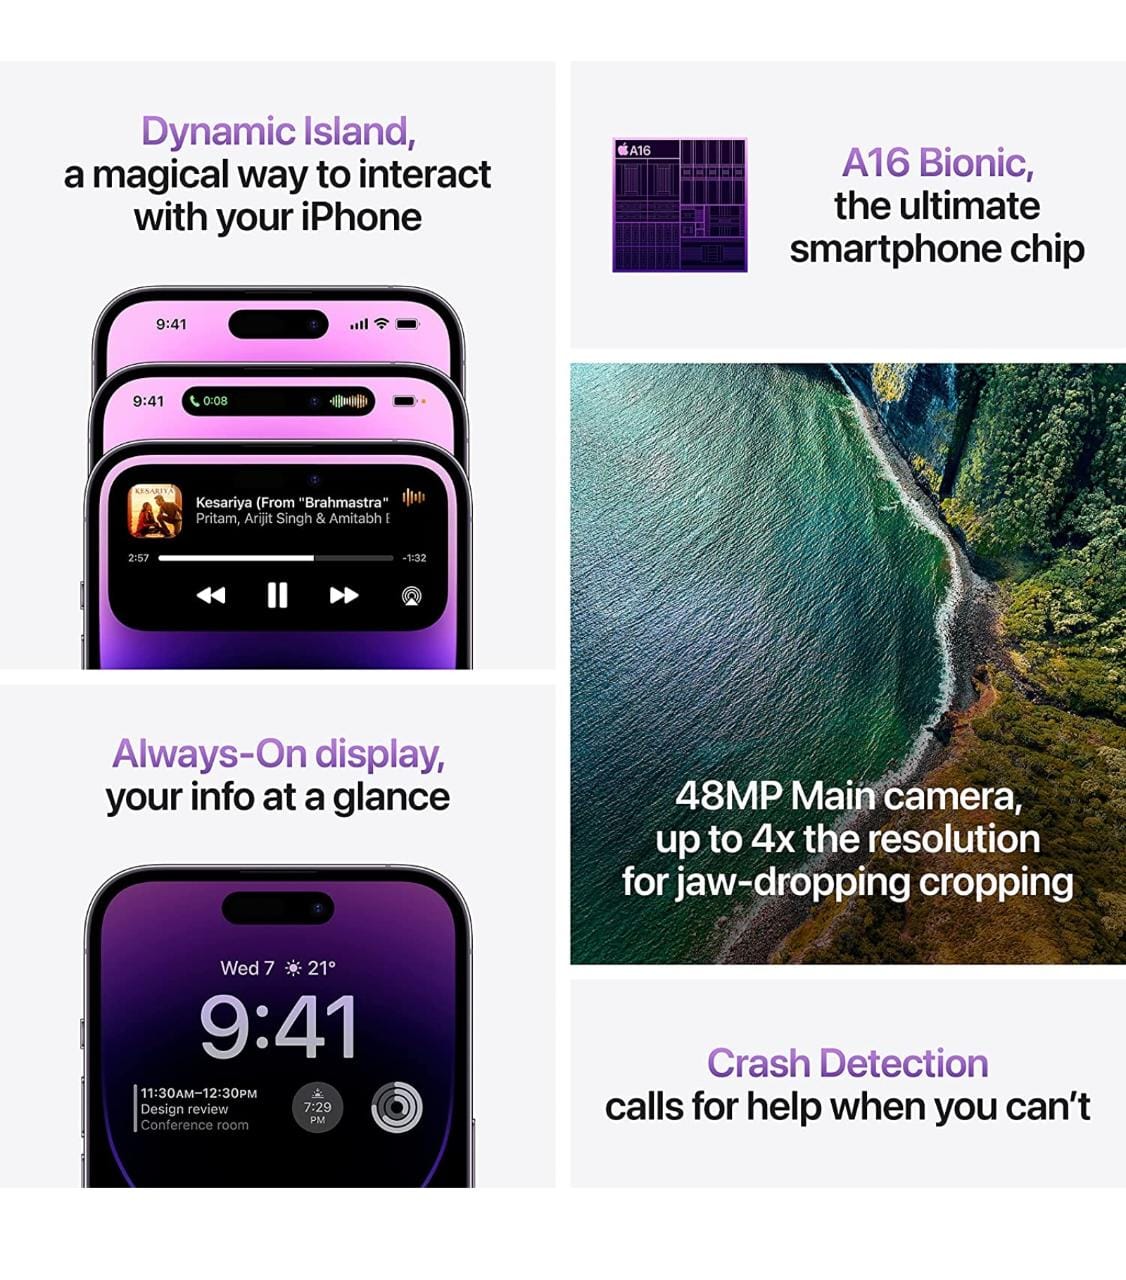 Dynamic Island,
a magical way to interact
with your iPhone
9:41
9:41
0:08
KESARIYA
Kesariya (From "Brahmastra"
Pritam, Arijit Singh & Amitabh
2:57
-1:32
Always-On display,
your info at a glance
Wed 7 21°
9:41
11:30AM–12:30PM
Design review
Conference room
7:29
PM
A16
A16 Bionic,
the ultimate
smartphone chip
48MP Main camera,
up to 4x the resolution
for jaw-dropping cropping
Crash Detection
calls for help when you can't